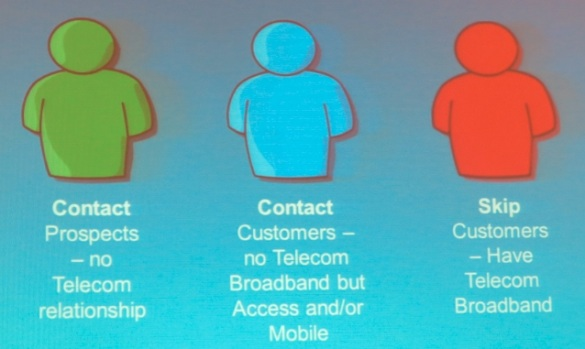 Contact
Prospects
– no
Telecom
relationship
Contact
Customers –
no Telecom
Broadband but
Access and/or
Mobile
Skip
Customers
– Have
Telecom
Broadband